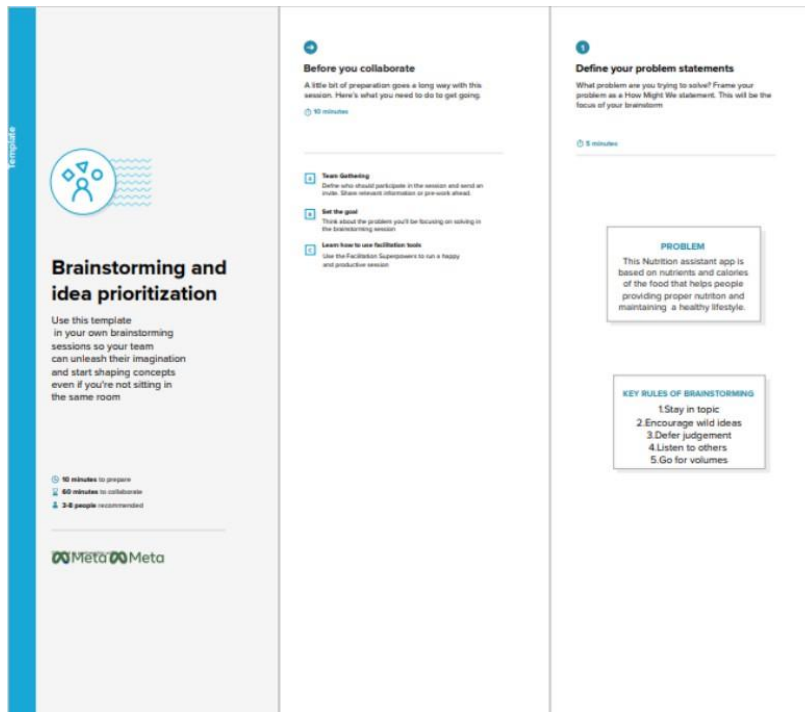 Template
Brainstorming and
idea prioritization
Use this template
in your own brainstorming
sessions so your team
can unleash their imagination
and start shaping concepts
even if you're not sitting in
the same room
10 minutes to prepare
60 minutes to collaborate
3-8 people recommended
Meta Meta
Before you collaborate
A little bit of preparation goes a long way with this
session. Here's what you need to do to get going.
10 minutes
A
Team Gathering
Define who should participate in the session and send an
invite. Share relevant information or pre-work ahead.
B
Set the goal
Think about the problem you'll be focusing on solving in
the brainstorming session
C
Learn how to use facilitation tools
Use the Facilitation Superpowers to run a happy
and productive session
1
Define your problem statements
What problem are you trying to solve? Frame your
problem as a How Might We statement. This will be the
focus of your brainstorm
5 minutes
PROBLEM
This Nutrition assistant app is
based on nutrients and calories
of the food that helps people
providing proper nutriton and
maintaining a healthy lifestyle.
KEY RULES OF BRAINSTORMING
1.Stay in topic
2.Encourage wild ideas
3.Defer judgement
4.Listen to others
5.Go for volumes